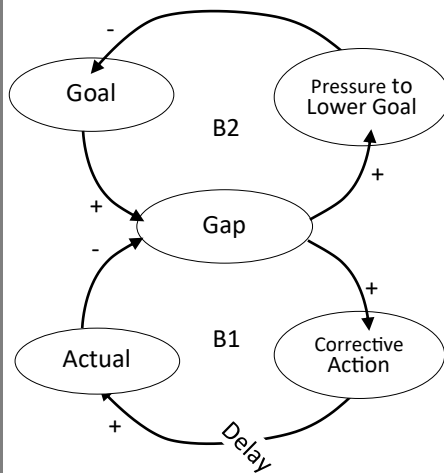 -
Goal
Pressure to
Lower Goal
B2
+
+
Gap
-
+
B1
Actual
Corrective
Action
+
Delay